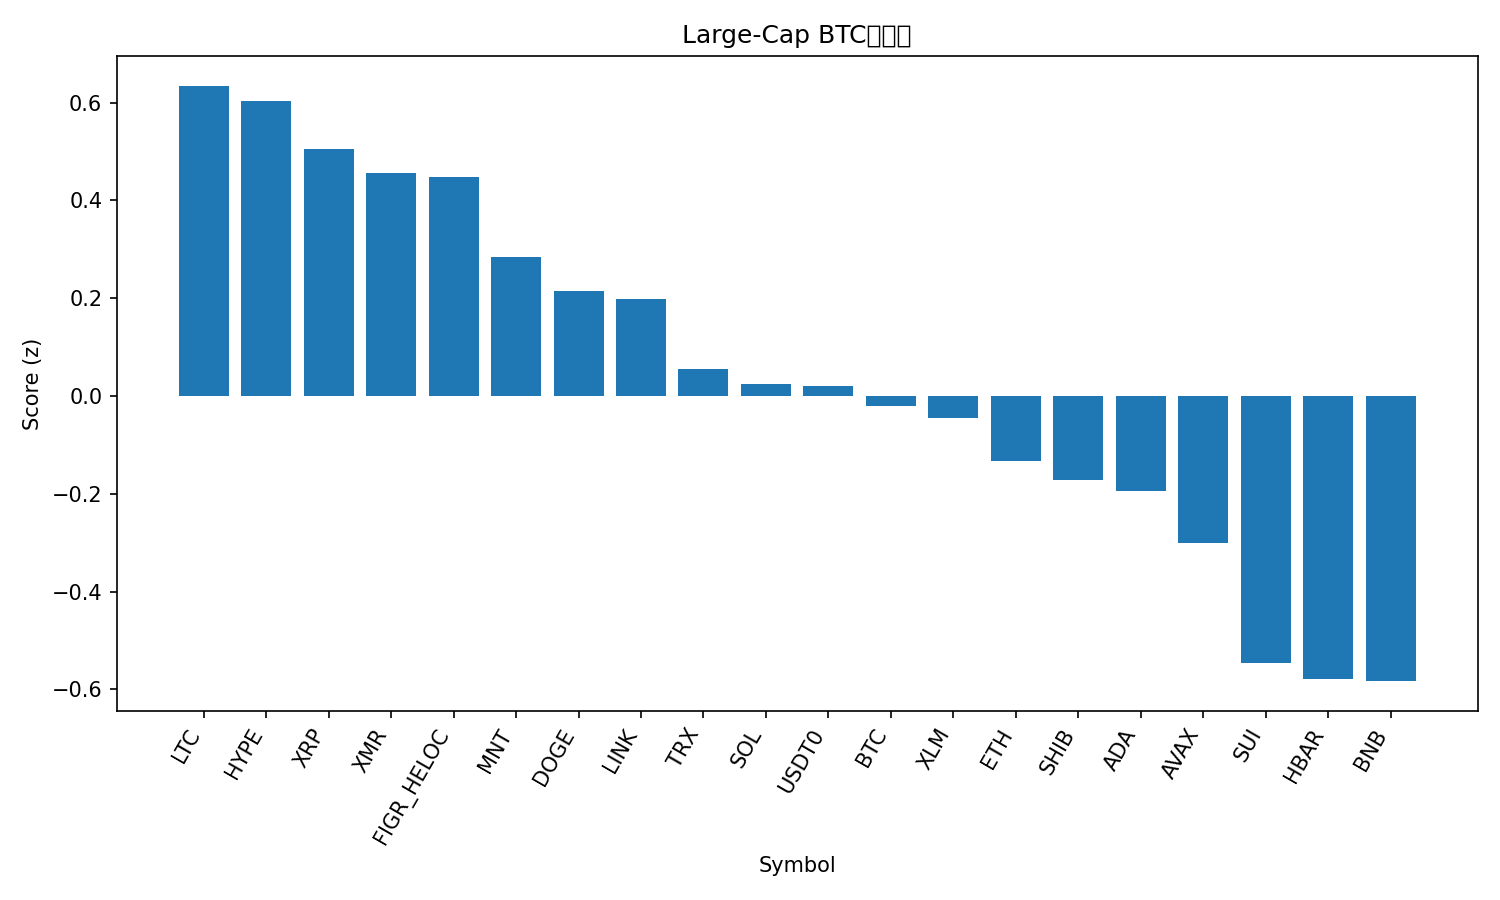 Large-Cap BTC
Score (z)
0.6
0.4
0.2
0.0
−0.2
−0.4
−0.6
LTC
HYPE
XRP
XMR
FIGR_HELOC
MNT
DOGE
LINK
TRX
SOL
USDT0
BTC
XLM
ETH
SHIB
ADA
AVAX
SUI
HBAR
BNB
Symbol